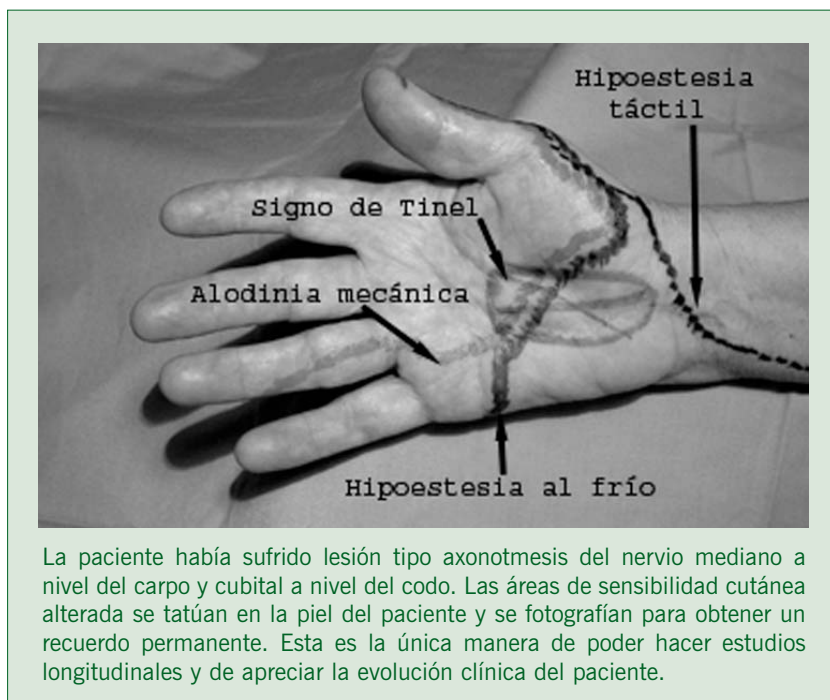 Hipoestesia
táctil
Signo de Tinel
Alodinia mecánica
Hipoestesia al frío
La paciente había sufrido lesión tipo axonotmesis del nervio mediano a
nivel del carpo y cubital a nivel del codo. Las áreas de sensibilidad cutánea
alterada se tatúan en la piel del paciente y se fotografían para obtener un
recuerdo permanente. Esta es la única manera de poder hacer estudios
longitudinales y de apreciar la evolución clínica del paciente.